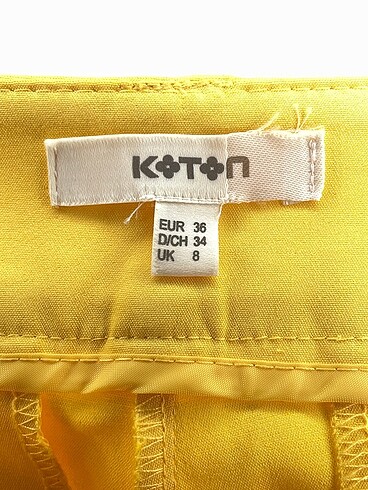 KOTON
EUR 36
D/CH 34
UK 8